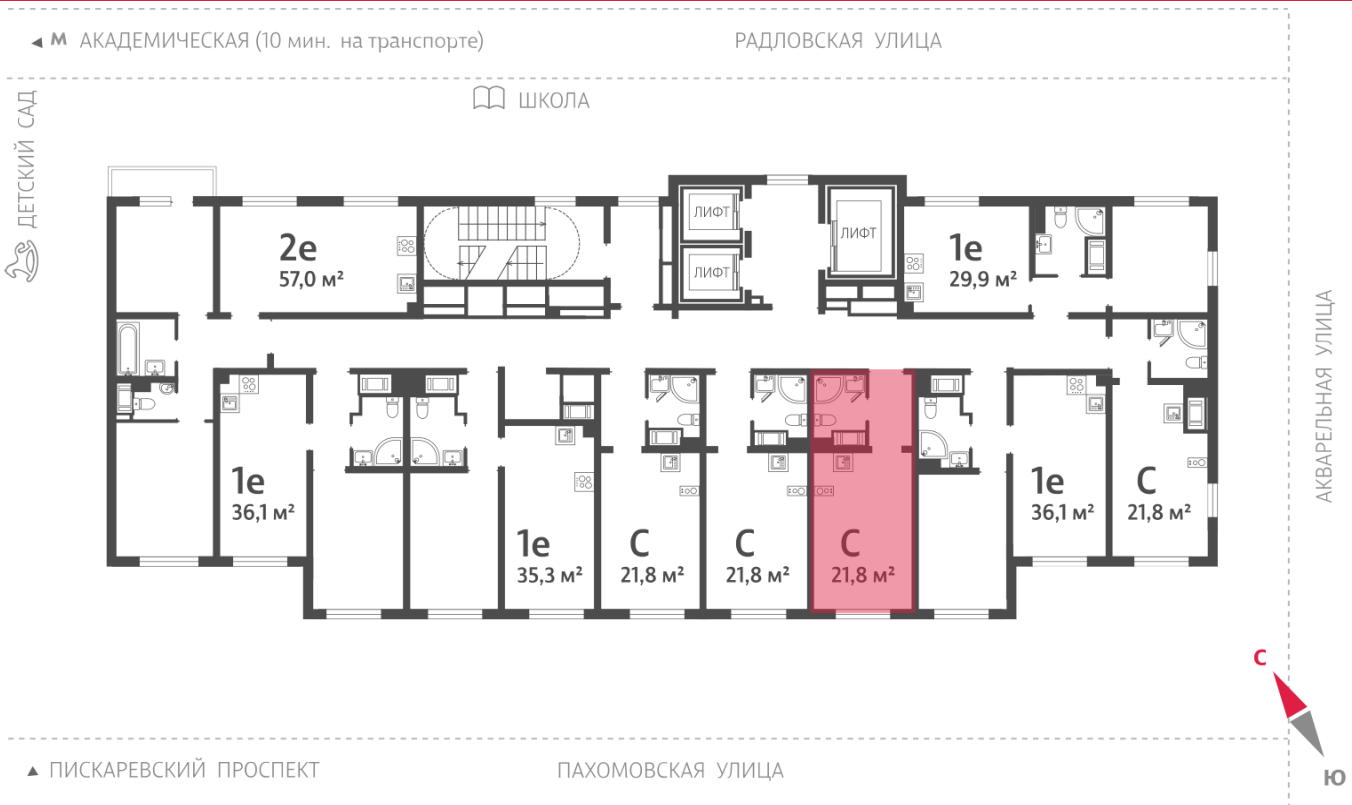 М АКАДЕМИЧЕСКАЯ (10 мин. на транспорте)
РАДЛОВСКАЯ УЛИЦА
ШКОЛА
ДЕТСКИЙ САД
ЛИФТ
ЛИФТ
ЛИФТ
2е
57,0 м²
1е
29,9 м²
1е
36,1 м²
1е
35,3 м²
С
21,8 м²
С
21,8 м²
С
21,8 м²
1е
36,1 м²
С
21,8 м²
АКВАРЕЛЬНАЯ УЛИЦА
С
Ю
ПИСКАРЕВСКИЙ ПРОСПЕКТ
ПАХОМОВСКАЯ УЛИЦА